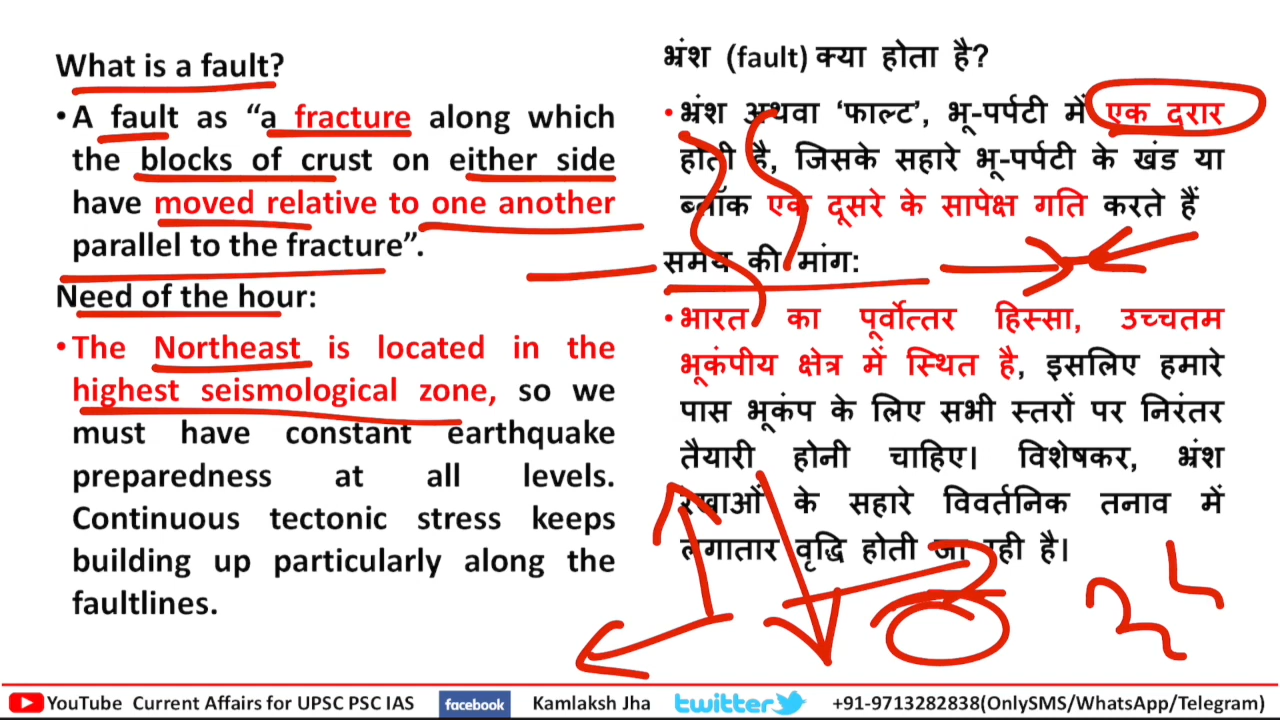 What is a fault?
• A fault as “a fracture along which
the blocks of crust on either side
have moved relative to one another
parallel to the fracture”.
Need of the hour:
• The Northeast is located in the
highest seismological zone, so we
must have constant earthquake
preparedness at all levels.
Continuous tectonic stress keeps
building up particularly along the
faultlines.
भ्रंश (fault) क्या होता है?
• भ्रंश अथवा ‘फाल्ट’, भू-पर्पटी में एक दरार
होती है, जिसके सहारे भू-पर्पटी के खंड या
ब्लॉक एक दूसरे के सापेक्ष गति करते हैं
समय की मांग:
• भारत का पूर्वोत्तर हिस्सा, उच्चतम
भूकंपीय क्षेत्र में स्थित है, इसलिए हमारे
पास भूकंप के लिए सभी स्तरों पर निरंतर
तैयारी होनी चाहिए। विशेषकर, भ्रंश
रेखाओं के सहारे विवर्तनिक तनाव में
लगातार वृद्धि होती जा रही है।
YouTube Current Affairs for UPSC PSC IAS facebook Kamlaksh Jha twitter +91-9713282838(OnlySMS/WhatsApp/Telegram)